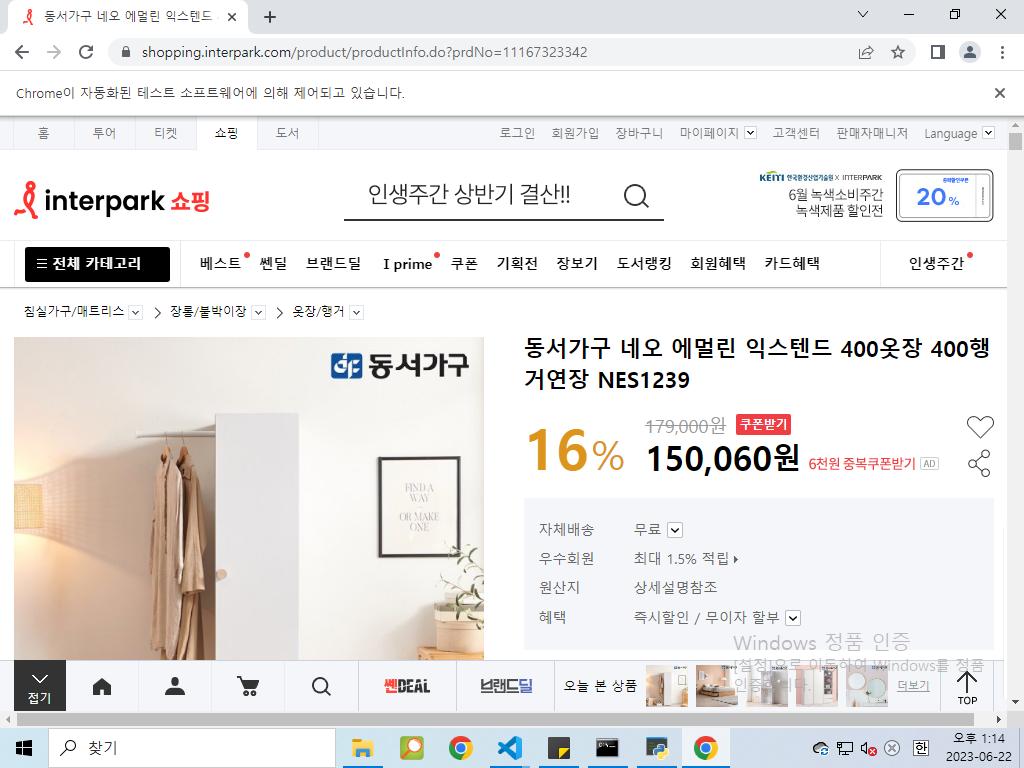 동서가구 네오 에멀린 익스텐드
shopping.interpark.com/product/productInfo.do?prdNo=11167323342
Chrome이 자동화된 테스트 소프트웨어에 의해 제어되고 있습니다.
홈 투어 티켓 쇼핑 도서 로그인 회원가입 장바구니 마이페이지 고객센터 판매자매니저 Language
interpark 쇼핑
인생주간 상반기 결산!!
KEITI 한국환경산업기술원 X INTERPARK
6월 녹색소비주간
녹색제품 할인전
20%
전체 카테고리 베스트 쎈딜 브랜드딜 I prime 쿠폰 기획전 장보기 도서랭킹 회원혜택 카드혜택 인생주간
침실가구/매트리스 장롱/붙박이장 옷장/행거
동서가구
FIND A
WAY
OR MAKE
ONE
동서가구 네오 에멀린 익스텐드 400옷장 400행
거연장 NES1239
16%
179,000원 쿠폰받기
150,060원 6천원 중복쿠폰받기 AD
자체배송 무료
우수회원 최대 1.5% 적립
원산지 상세설명참조
혜택 즉시할인 / 무이자 할부
Windows 정품 인증
[설정]으로 이동하여 Windows를 정품
인증합니다.
접기
쎈DEAL
브랜드딜
오늘 본 상품
더보기
TOP
찾기
한
오후 1:14
2023-06-22